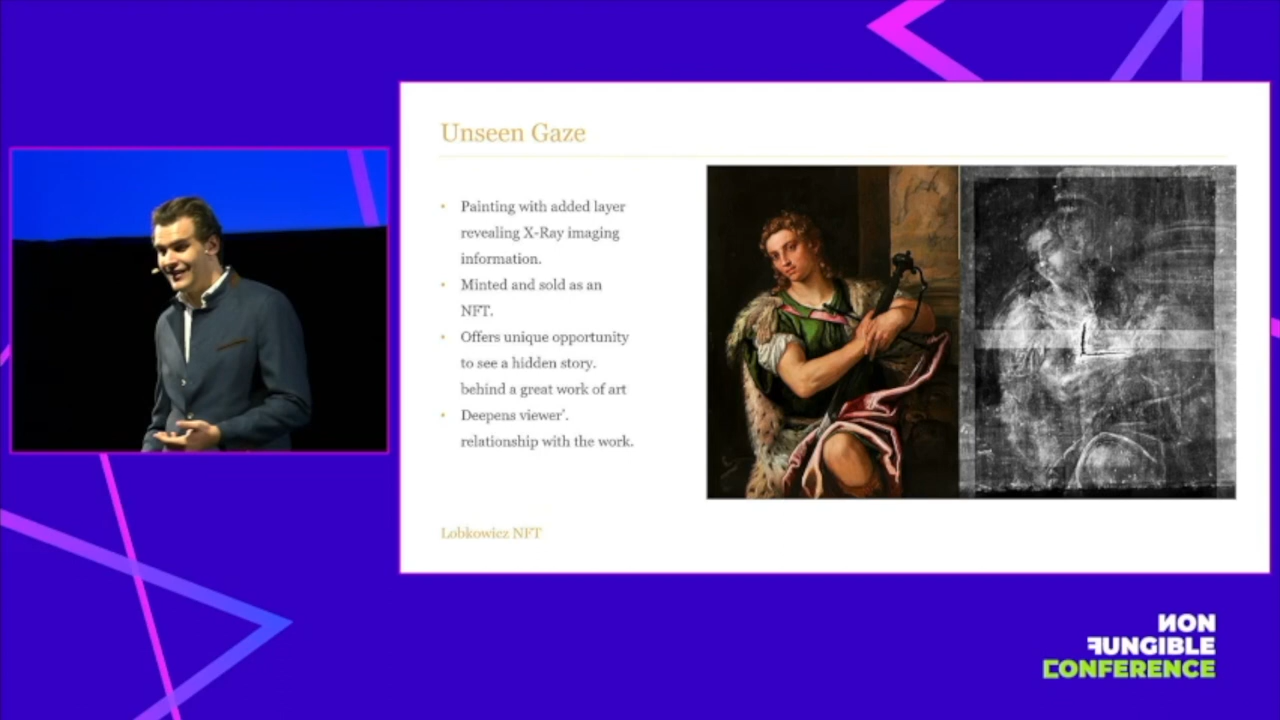 Unseen Gaze
• Painting with added layer
revealing X-Ray imaging
information.
• Minted and sold as an
NFT.
• Offers unique opportunity
to see a hidden story.
behind a great work of art
• Deepens viewer'.
relationship with the work.
Lobkowicz NFT
NON
FUNGIBLE
CONFERENCE